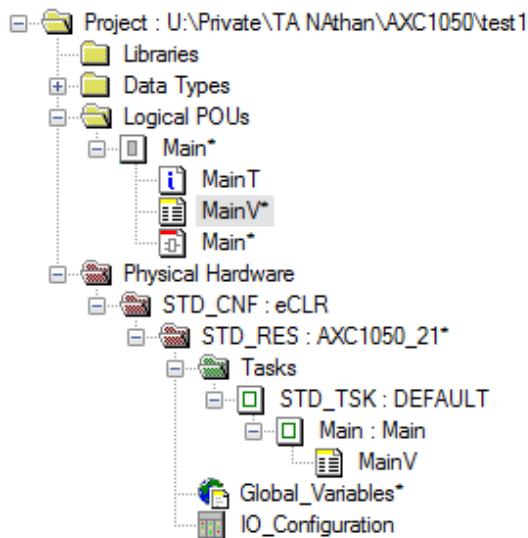 Project : U:\Private\TA NAthan\AXC1050\test1
Libraries
Data Types
Logical POUs
Main*
MainT
MainV*
Main*
Physical Hardware
STD_CNF : eCLR
STD_RES : AXC1050_21*
Tasks
STD_TSK : DEFAULT
Main : Main
MainV
Global_Variables*
IO_Configuration